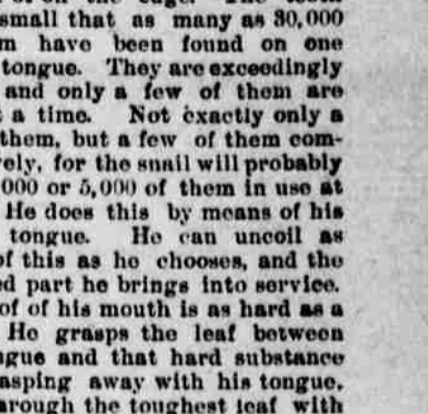 small that as many as 30,000
m have been found on one
tongue. They are exceedingly
and only a few of them are
a time. Not exactly only a
them, but a few of them com-
ely, for the snail will probably
000 or 5,000 of them in use at
He does this by means of his
tongue. He can uncoil as
of this as he chooses, and the
ed part he brings into service.
of of his mouth is as hard as a
He grasps the leaf between
ngue and that hard substance
asping away with his tongue,
arough the toughest leaf with